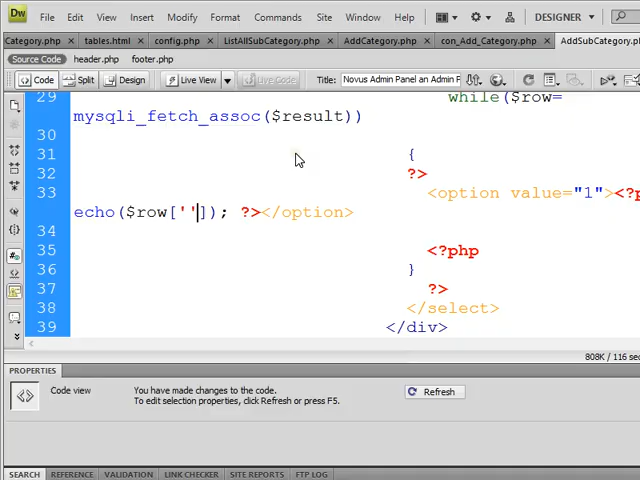 Dw File Edit View Insert Modify Format Commands Site Window Help DESIGNER
Category.php tables.html config.php ListAllSubCategory.php AddCategory.php con_Add_Category.php AddSubCategory.ph
Source Code header.php footer.php
Code Split Design Live View Live Code Title: Novus Admin Panel an Admin F
29 while($row=
mysqli_fetch_assoc($result))
30
31 {
32 ?>
33 <option value="1"><?p
echo($row['']); ?></option>
34
35 <?php
36 }
37 ?>
38 </select>
39 </div>
808K / 116 sec
PROPERTIES
Code view You have made changes to the code. Refresh
To edit selection properties, click Refresh or press F5.
SEARCH REFERENCE VALIDATION LINK CHECKER SITE REPORTS FTP LOG